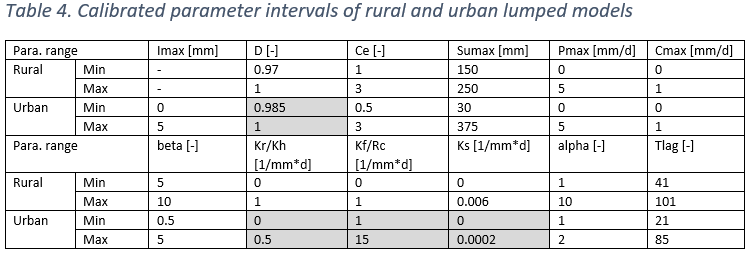 Table 4. Calibrated parameter intervals of rural and urban lumped models
Para. range Imax [mm] D [-] Ce [-] Sumax [mm] Pmax [mm/d] Cmax [mm/d]
Rural Min - 0.97 1 150 0 0
Max - 1 3 250 5 1
Urban Min 0 0.985 0.5 30 0 0
Max 5 1 3 375 5 1
Para. range beta [-] Kr/Kh Kf/Rc Ks [1/mm*d] alpha [-] Tlag [-]
[1/mm*d] [1/mm*d]
Rural Min 5 0 0 0 1 41
Max 10 1 1 0.006 10 101
Urban Min 0.5 0 1 0 1 21
Max 5 0.5 15 0.0002 2 85